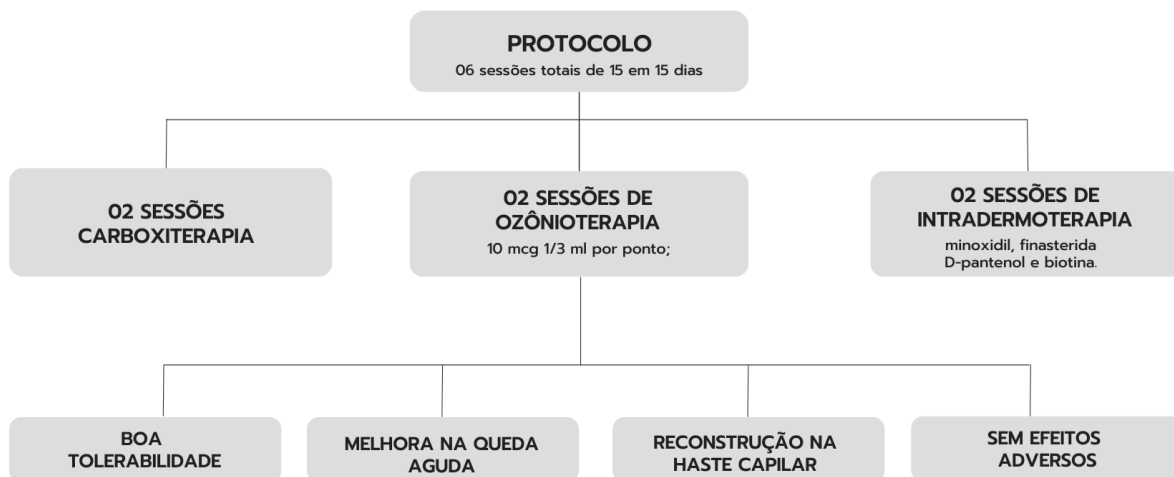 PROTOCOLO
06 sessões totais de 15 em 15 dias
02 SESSÕES
CARBOXITERAPIA
02 SESSÕES DE
OZÔNIOTERAPIA
10 mcg 1/3 ml por ponto;
02 SESSÕES DE
INTRADERMOTERAPIA
minoxidil, finasterida
D-pantenol e biotina.
BOA
TOLERABILIDADE
MELHORA NA QUEDA
AGUDA
RECONSTRUÇÃO NA
HASTE CAPILAR
SEM EFEITOS
ADVERSOS